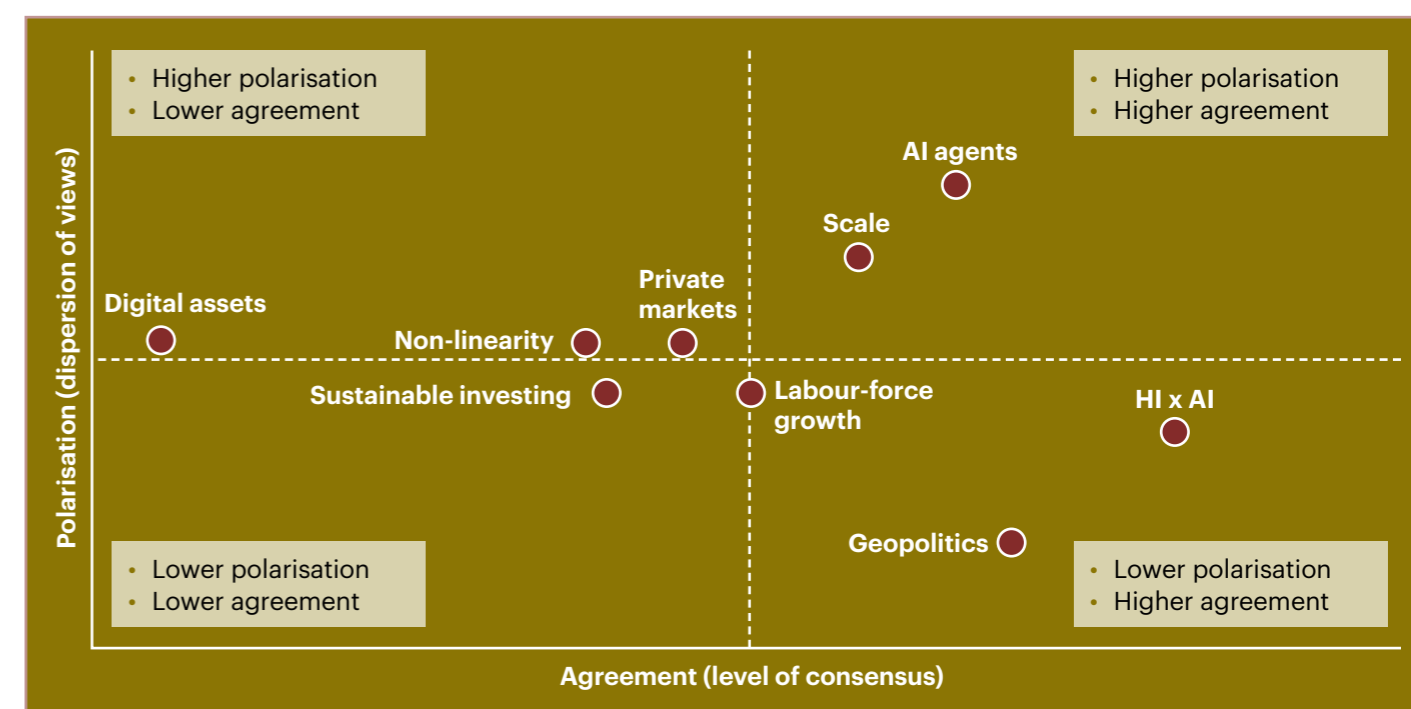 • Higher polarisation
• Lower agreement
• Higher polarisation
• Higher agreement
AI agents
Scale
Private
markets
Digital assets
Non-linearity
Sustainable investing
Labour-force
growth
HI x AI
Geopolitics
• Lower polarisation
• Lower agreement
• Lower polarisation
• Higher agreement
Polarisation (dispersion of views)
Agreement (level of consensus)